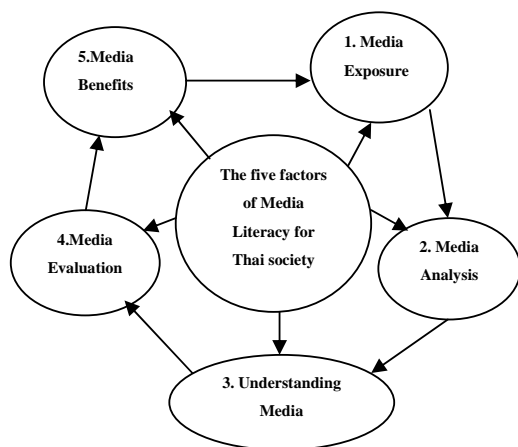 1. Media
Exposure
2. Media
Analysis
3. Understanding
Media
4.Media
Evaluation
5.Media
Benefits
The five factors
of Media
Literacy for
Thai society